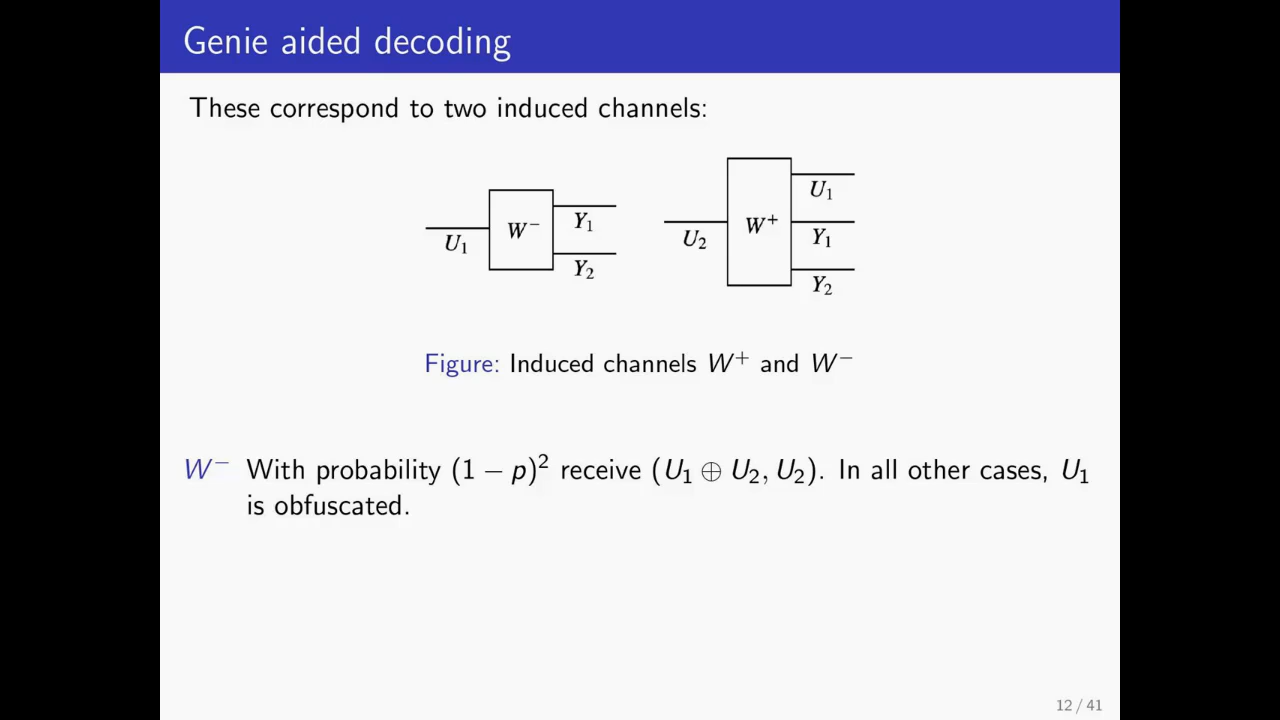 Genie aided decoding
These correspond to two induced channels:
U₁ W⁻ Y₁ Y₂
U₂ W⁺ U₁ Y₁ Y₂
Figure: Induced channels W⁺ and W⁻
W⁻ With probability (1 − p)² receive (U₁ ⊕ U₂, U₂). In all other cases, U₁
is obfuscated.
12 / 41